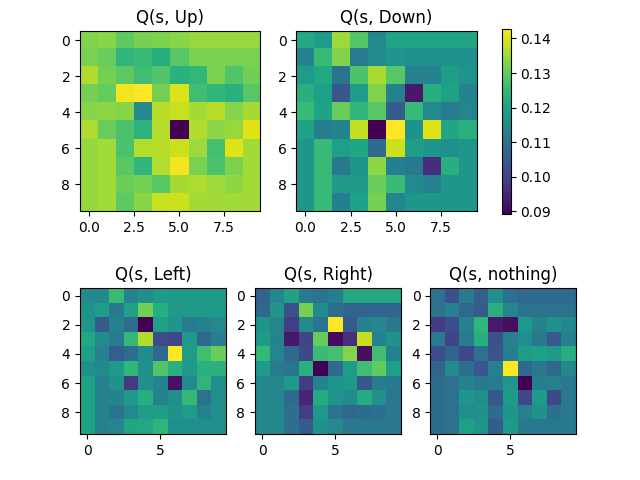 Q(s, Up) Q(s, Down)
0 0 0.14
2 2 0.13
4 4 0.12
6 6 0.11
8 8 0.10
0.09
0.0 2.5 5.0 7.5 0.0 2.5 5.0 7.5
Q(s, Left) Q(s, Right) Q(s, nothing)
0 0 0
2 2 2
4 4 4
6 6 6
8 8 8
0 5 0 5 0 5